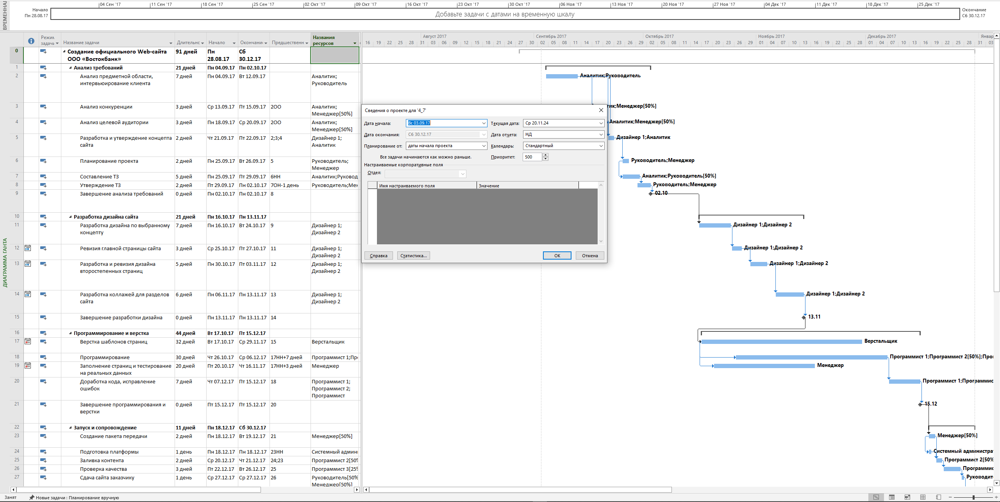 ВРЕМЕННАЯ
04 Сен '17 11 Сен '17 18 Сен '17 25 Сен '17 02 Окт '17 09 Окт '17 16 Окт '17 23 Окт '17 30 Окт '17 06 Ноя '17 13 Ноя '17 20 Ноя '17 27 Ноя '17 04 Дек '17 11 Дек '17 18 Дек '17 25 Дек '17
Начало
Пн 28.08.17
Добавьте задачи с датами на временную шкалу
Окончание
Сб 30.12.17
ДИАГРАММА ГАНТА
Режим задачи Название задачи Длительнс Начало Окончани Предшественн Названия ресурсов
0 Создание официального Web-сайта ООО «Востокбанк» 91 дней Пн 28.08.17 Сб 30.12.17
1 Анализ требований 21 дней Пн 04.09.17 Пн 02.10.17
2 Анализ предметной области, интервьюирование клиента 7 дней Пн 04.09.17 Вт 12.09.17 Аналитик; Руководитель
3 Анализ конкуренции 3 дней Ср 13.09.17 Пт 15.09.17 2ОО Аналитик; Менеджер[50%]
4 Анализ целевой аудитории 3 дней Пн 18.09.17 Ср 20.09.17 2ОО Аналитик; Менеджер[50%]
5 Разработка и утверждение концепта сайта 2 дней Чт 21.09.17 Пт 22.09.17 2;3;4 Дизайнер 1; Аналитик
6 Планирование проекта 2 дней Пн 25.09.17 Вт 26.09.17 5 Руководитель; Менеджер
7 Составление ТЗ 5 дней Пн 25.09.17 Пт 29.09.17 6НН Аналитик;Руковод
8 Утверждение ТЗ 2 дней Пт 29.09.17 Пн 02.10.17 7ОН-1 день Руководитель;Мен
9 Завершение анализа требований 0 дней Пн 02.10.17 Пн 02.10.17 8
10 Разработка дизайна сайта 21 дней Пн 16.10.17 Пн 13.11.17
11 Разработка дизайна по выбранному концепту 7 дней Пн 16.10.17 Вт 24.10.17 9 Дизайнер 1; Дизайнер 2
12 Ревизия главной страницы сайта 3 дней Ср 25.10.17 Пт 27.10.17 11 Дизайнер 1; Дизайнер 2
13 Разработка и ревизия дизайна второстепенных страниц 5 дней Пн 30.10.17 Пт 03.11.17 12 Дизайнер 1; Дизайнер 2
14 Разработка коллажей для разделов сайта 6 дней Пн 06.11.17 Пн 13.11.17 13 Дизайнер 1; Дизайнер 2
15 Завершение разработки дизайна 0 дней Пн 13.11.17 Пн 13.11.17 14
16 Программирование и верстка 44 дней Вт 17.10.17 Пт 15.12.17
17 Верстка шаблонов страниц 32 дней Вт 17.10.17 Ср 29.11.17 15 Верстальщик
18 Программирование 30 дней Чт 26.10.17 Ср 06.12.17 17НН+7 дней Программист 1;Пр
19 Заполнение страниц и тестирование на реальных данных 20 дней Пт 20.10.17 Чт 16.11.17 17НН+3 дней Менеджер
20 Доработка кода, исправление ошибок 7 дней Чт 07.12.17 Пт 15.12.17 18 Программист 1; Программист 2; Программист
21 Завершение программирования и верстки 0 дней Пт 15.12.17 Пт 15.12.17 20
22 Запуск и сопровождение 11 дней Пн 18.12.17 Сб 30.12.17
23 Создание пакета передачи 2 дней Пн 18.12.17 Вт 19.12.17 21 Менеджер[50%]
24 Подготовка платформы 1 день Пн 18.12.17 Пн 18.12.17 23НН Системный админи
25 Заливка контента 2 дней Ср 20.12.17 Чт 21.12.17 24;23 Программист 2[50%
26 Проверка качества 3 дней Пт 22.12.17 Вт 26.12.17 25 Программист 3[25%
27 Сдача сайта заказчику 1 день Ср 27.12.17 Ср 27.12.17 26 Руководитель[50% Менеджер[50%]
Август 2017 Сентябрь 2017 Октябрь 2017 Ноябрь 2017 Декабрь 2017 Январ
16 19 22 25 28 31 03 06 09 12 15 18 21 24 27 30 02 05 08 11 14 17 20 23 26 29 02 05 08 11 14 17 20 23 26 29 01 04 07 10 13 16 19 22 25 28 01 04 07 10 13 16 19 22 25 28 31 03
Аналитик;Руководитель
тик;Менеджер[50%]
Аналитик;Менеджер[50%]
Дизайнер 1;Аналитик
Руководитель;Менеджер
Аналитик;Руководитель[50%]
Руководитель;Менеджер
02.10
Дизайнер 1;Дизайнер 2
Дизайнер 1;Дизайнер 2
Дизайнер 1;Дизайнер 2
Дизайнер 1;Дизайнер 2
13.11
Верстальщик
Программист 1;Программист 2[50%];Про
Менеджер
Программист 1;Программис
15.12
Менеджер[50%]
Системный администра
Программист 2[50%
Программис
Руководит
Сведения о проекте для '4_7'
Дата начала: Вс 03.09.17 Текущая дата: Ср 20.11.24
Дата окончания: Сб 30.12.17 Дата отчета: НД
Планирование от: даты начала проекта Календарь: Стандартный
Все задачи начинаются как можно раньше. Приоритет: 500
Настраиваемые корпоративные поля
Отдел:
Имя настраиваемого поля Значение
Справка Статистика... ОК Отмена
Занят Новые задачи : Планирование вручную